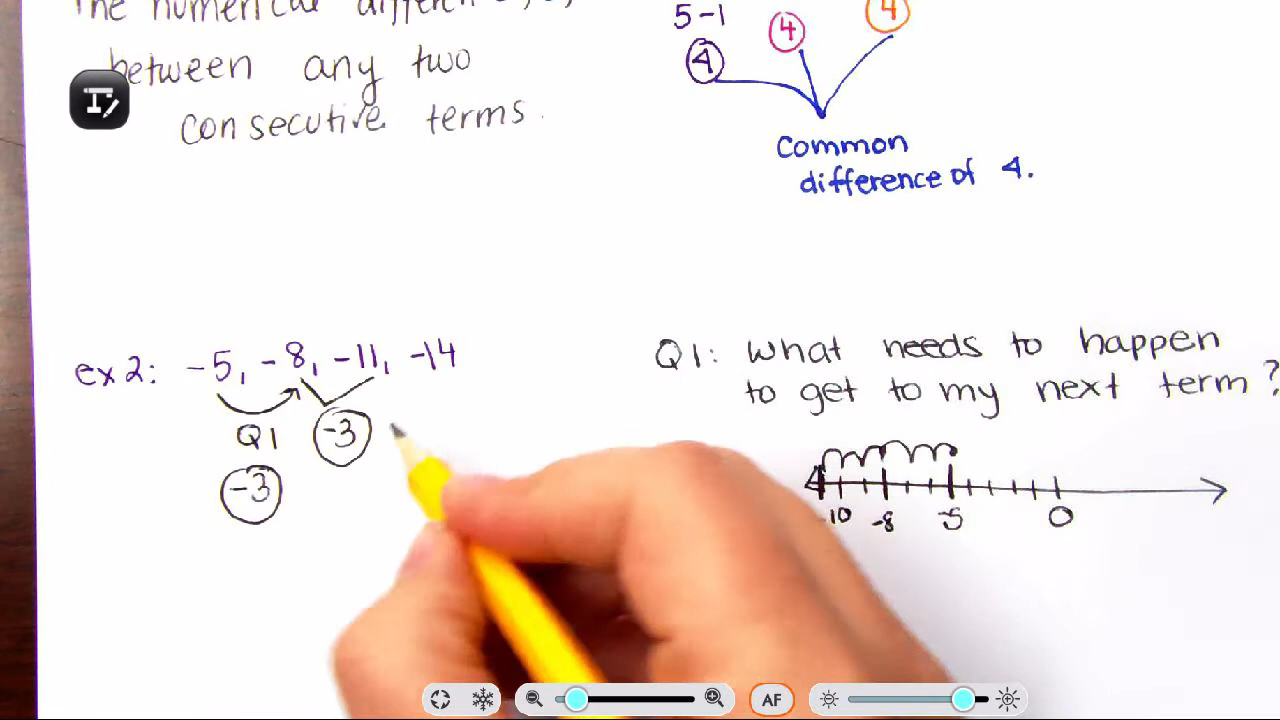 The numerical
between any two
consecutive terms.
5-1
4 4 4
Common
difference of 4.
ex 2: -5, -8, -11, -14
Q1 -3
-3
Q1: What needs to happen
to get to my next term?
-10 -8 -5 0
AF